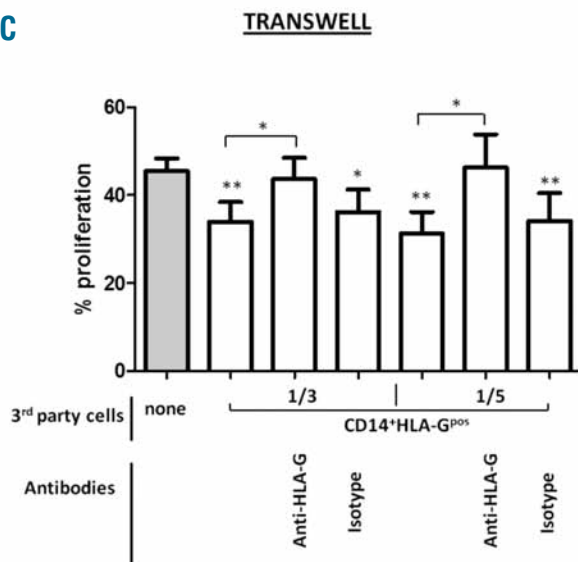 C
TRANSWELL
% proliferation
60
40
20
0
*
*
**
*
**
**
3rd party cells
none
1/3
1/5
CD14+HLA-Gpos
Antibodies
Anti-HLA-G
Isotype
Anti-HLA-G
Isotype